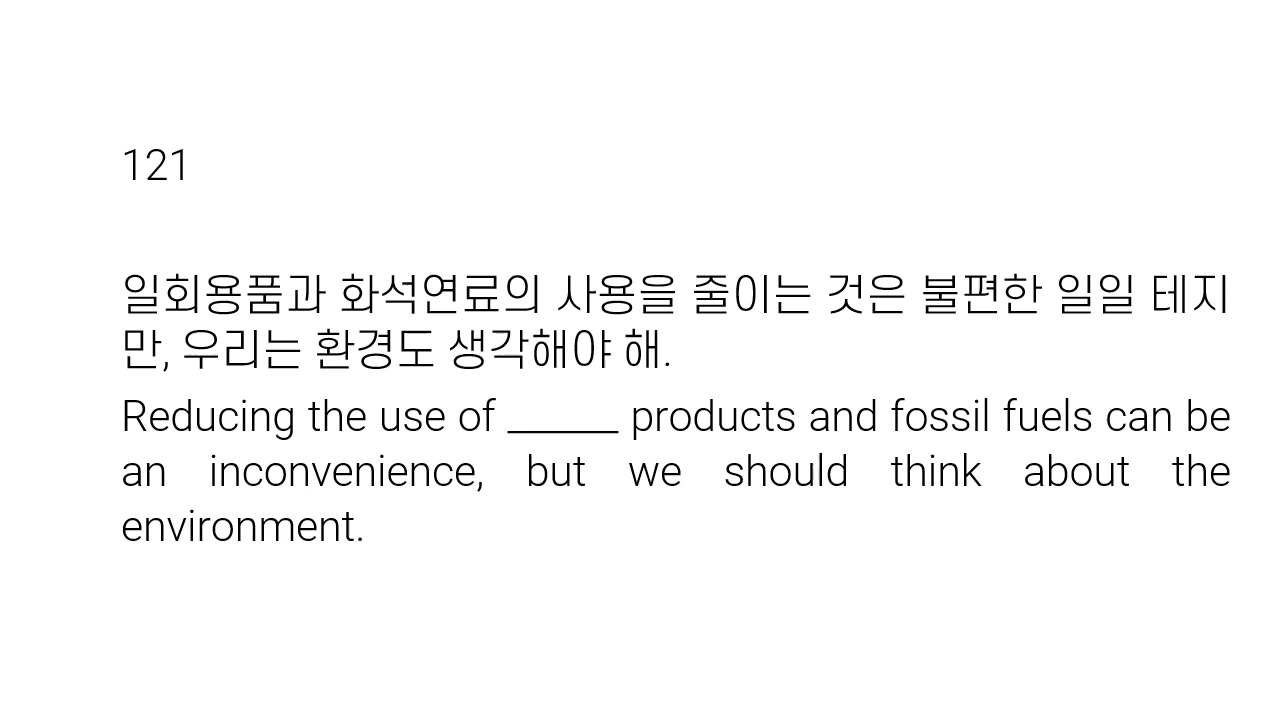 121
일회용품과 화석연료의 사용을 줄이는 것은 불편한 일일 테지
만, 우리는 환경도 생각해야 해.
Reducing the use of ______ products and fossil fuels can be
an inconvenience, but we should think about the
environment.